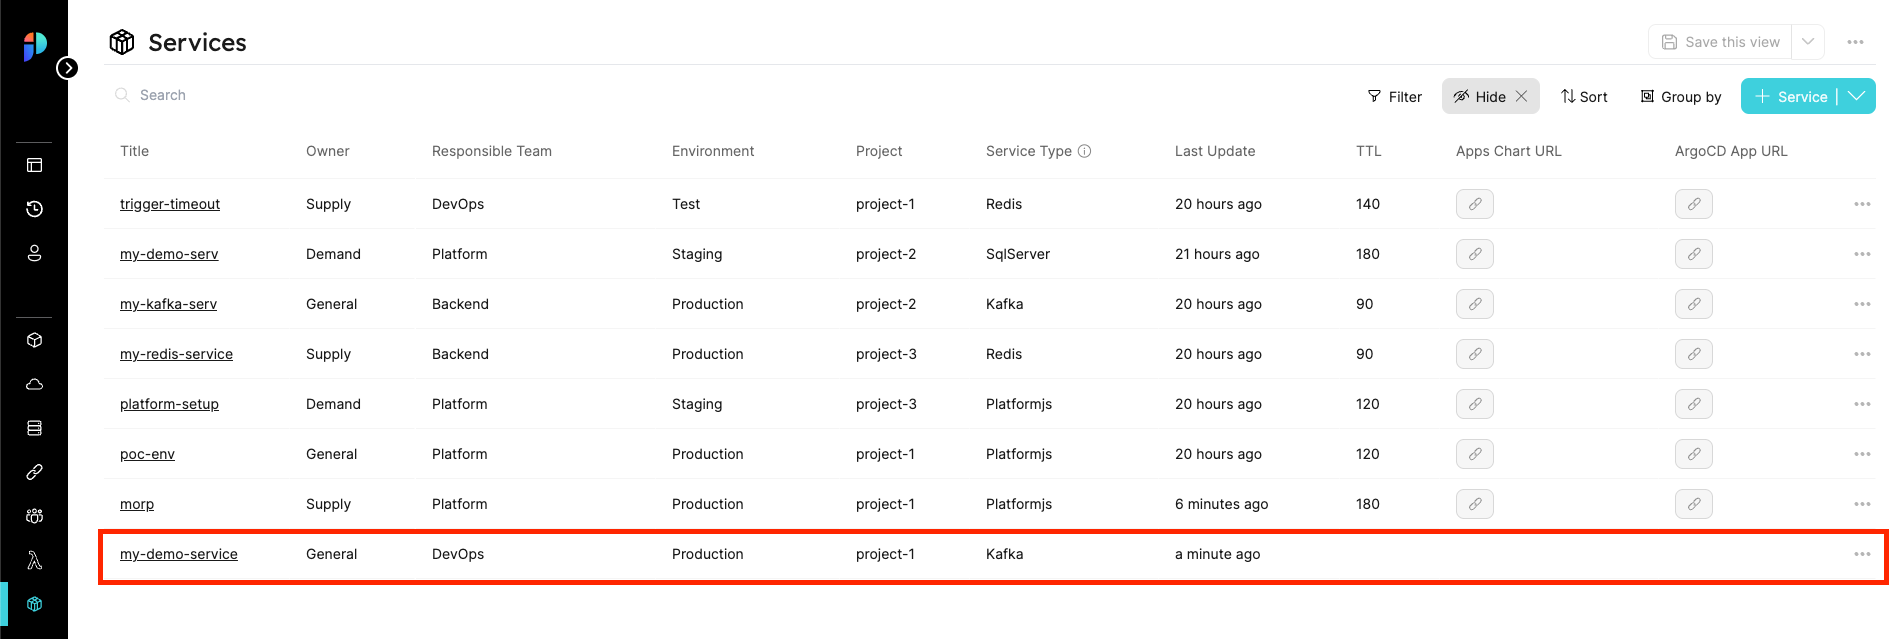 Services
Save this view
Search
Filter Hide Sort Group by Service
Title Owner Responsible Team Environment Project Service Type Last Update TTL Apps Chart URL ArgoCD App URL
trigger-timeout Supply DevOps Test project-1 Redis 20 hours ago 140
my-demo-serv Demand Platform Staging project-2 SqlServer 21 hours ago 180
my-kafka-serv General Backend Production project-2 Kafka 20 hours ago 90
my-redis-service Supply Backend Production project-3 Redis 20 hours ago 90
platform-setup Demand Platform Staging project-3 Platformjs 20 hours ago 120
poc-env General Platform Production project-1 Platformjs 20 hours ago 120
morp Supply Platform Production project-1 Platformjs 6 minutes ago 180
my-demo-service General DevOps Production project-1 Kafka a minute ago